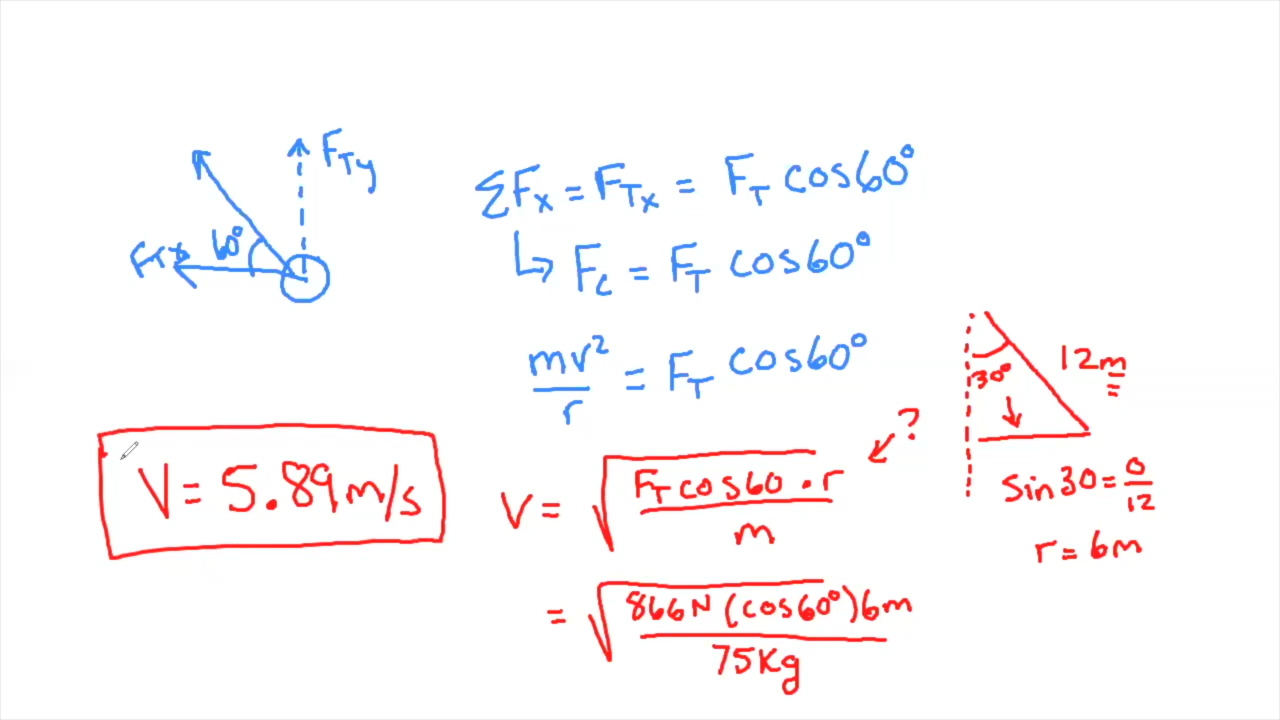 F_Ty
F_Tx 60°
ΣF_x = F_Tx = F_T cos60°
↳ F_c = F_T cos60°
mv²/r = F_T cos60°
30° 12m
?
V = √(F_T cos60 · r / m)
sin30 = o/12
r = 6m
V = 5.89m/s
= √(866N (cos60°) 6m / 75Kg)